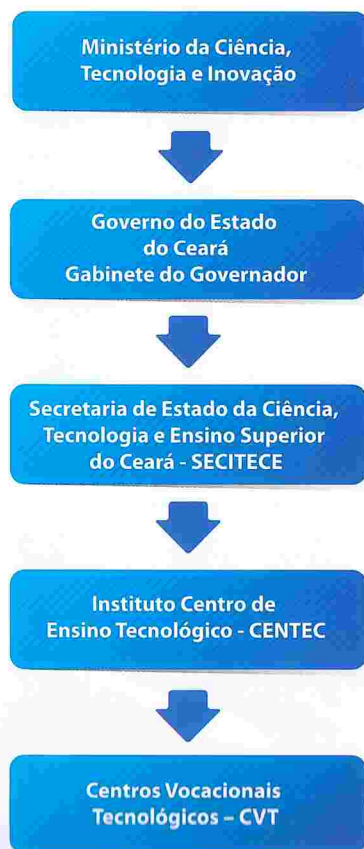 Ministério da Ciência,
Tecnologia e Inovação
Governo do Estado
do Ceará
Gabinete do Governador
Secretaria de Estado da Ciência,
Tecnologia e Ensino Superior
do Ceará - SECITECE
Instituto Centro de
Ensino Tecnológico - CENTEC
Centros Vocacionais
Tecnológicos – CVT